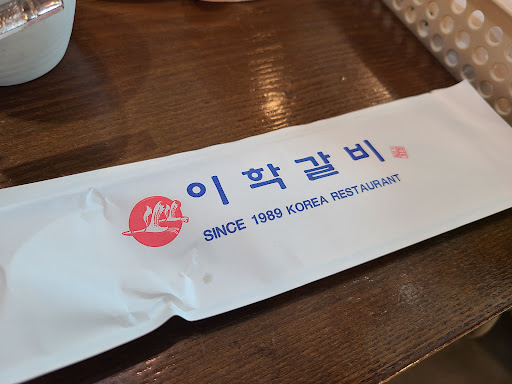 이학갈비
SINCE 1989 KOREA RESTAURANT